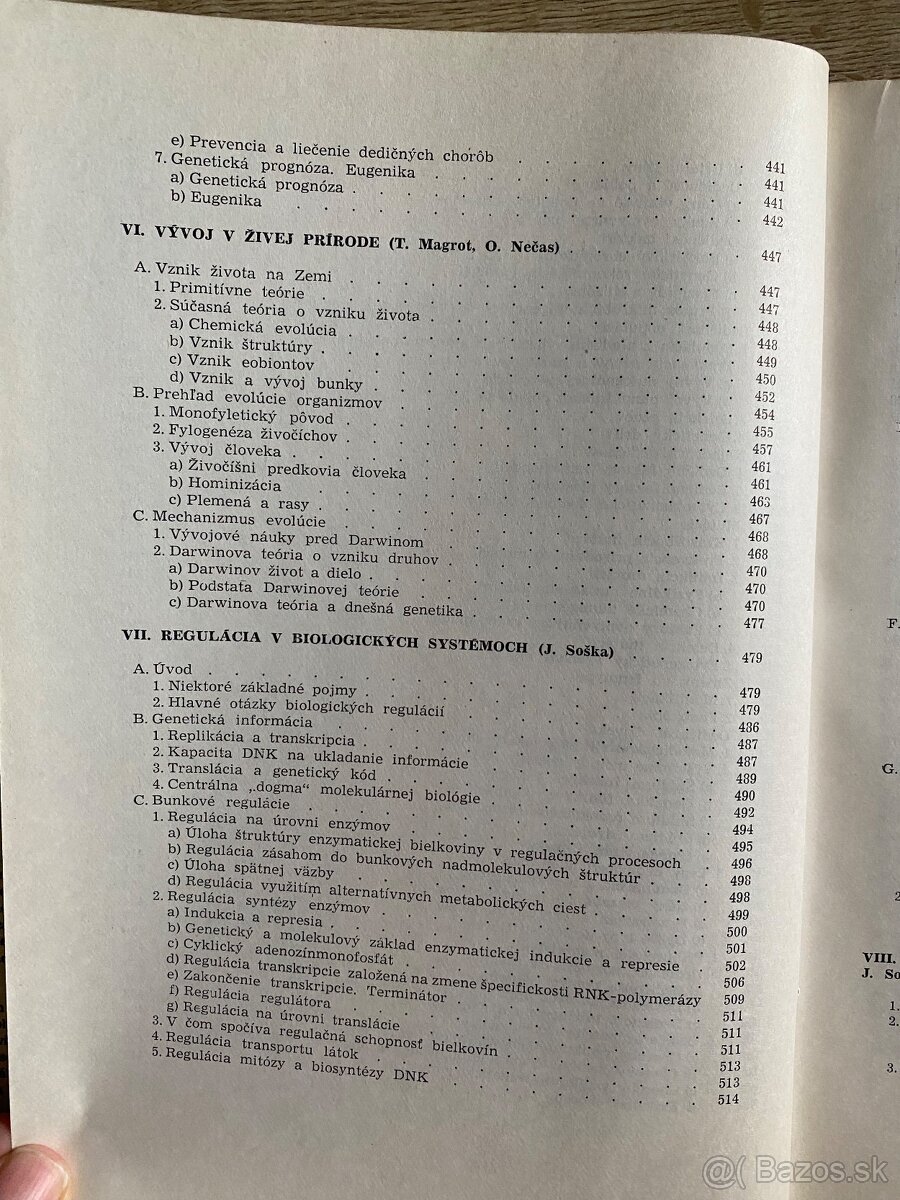 e) Prevencia a liečenie dedičných chorôb . . . . . . . . 441
7. Genetická prognóza. Eugenika . . . . . . . . . . 441
a) Genetická prognóza . . . . . . . . . . . . 441
b) Eugenika . . . . . . . . . . . . . . 442
VI. VÝVOJ V ŽIVEJ PRÍRODE (T. Magrot, O. Nečas) . . . . . . 447
A. Vznik života na Zemi . . . . . . . . . . . . 447
1. Primitívne teórie . . . . . . . . . . . . . 447
2. Súčasná teória o vzniku života . . . . . . . . . . 448
a) Chemická evolúcia . . . . . . . . . . . . 448
b) Vznik štruktúry . . . . . . . . . . . . . 449
c) Vznik eobiontov . . . . . . . . . . . . . 450
d) Vznik a vývoj bunky . . . . . . . . . . . . 452
B. Prehľad evolúcie organizmov . . . . . . . . . . . 454
1. Monofyletický pôvod . . . . . . . . . . . . 455
2. Fylogenéza živočíchov . . . . . . . . . . . . 457
3. Vývoj človeka . . . . . . . . . . . . . . 461
a) Živočíšni predkovia človeka . . . . . . . . . . 461
b) Hominizácia . . . . . . . . . . . . . . 463
c) Plemená a rasy . . . . . . . . . . . . . 467
C. Mechanizmus evolúcie . . . . . . . . . . . . 468
1. Vývojové náuky pred Darwinom . . . . . . . . . . 468
2. Darwinova teória o vzniku druhov . . . . . . . . . 470
a) Darwinov život a dielo . . . . . . . . . . . 470
b) Podstata Darwinovej teórie . . . . . . . . . . 470
c) Darwinova teória a dnešná genetika . . . . . . . . 477
VII. REGULÁCIA V BIOLOGICKÝCH SYSTÉMOCH (J. Soška) . . . . 479
A. Úvod . . . . . . . . . . . . . . . . 479
1. Niektoré základné pojmy . . . . . . . . . . . 479
2. Hlavné otázky biologických regulácií . . . . . . . . 486
B. Genetická informácia . . . . . . . . . . . . . 487
1. Replikácia a transkripcia . . . . . . . . . . . 487
2. Kapacita DNK na ukladanie informácie . . . . . . . . 489
3. Translácia a genetický kód . . . . . . . . . . . 490
4. Centrálna „dogma“ molekulárnej biológie . . . . . . . 492
C. Bunkové regulácie . . . . . . . . . . . . . 494
1. Regulácia na úrovni enzýmov . . . . . . . . . . 495
a) Úloha štruktúry enzymatickej bielkoviny v regulačných procesoch . 496
b) Regulácia zásahom do bunkových nadmolekulových štruktúr . . 498
c) Úloha spätnej väzby . . . . . . . . . . . . 498
d) Regulácia využitím alternatívnych metabolických ciest . . . . 499
2. Regulácia syntézy enzýmov . . . . . . . . . . . 500
a) Indukcia a represia . . . . . . . . . . . . 501
b) Genetický a molekulový základ enzymatickej indukcie a represie . 502
c) Cyklický adenozínmonofosfát . . . . . . . . . . 506
d) Regulácia transkripcie založená na zmene špecifickosti RNK-polymerázy 509
e) Zakončenie transkripcie. Terminátor . . . . . . . . 511
f) Regulácia regulátora . . . . . . . . . . . . 511
g) Regulácia na úrovni translácie . . . . . . . . . 511
3. V čom spočíva regulačná schopnosť bielkovín . . . . . . 513
4. Regulácia transportu látok . . . . . . . . . . . 513
5. Regulácia mitózy a biosyntézy DNK . . . . . . . . 514
F.
G.
2
VIII.
J. So
1.
2.
3.
@( Bazos.sk